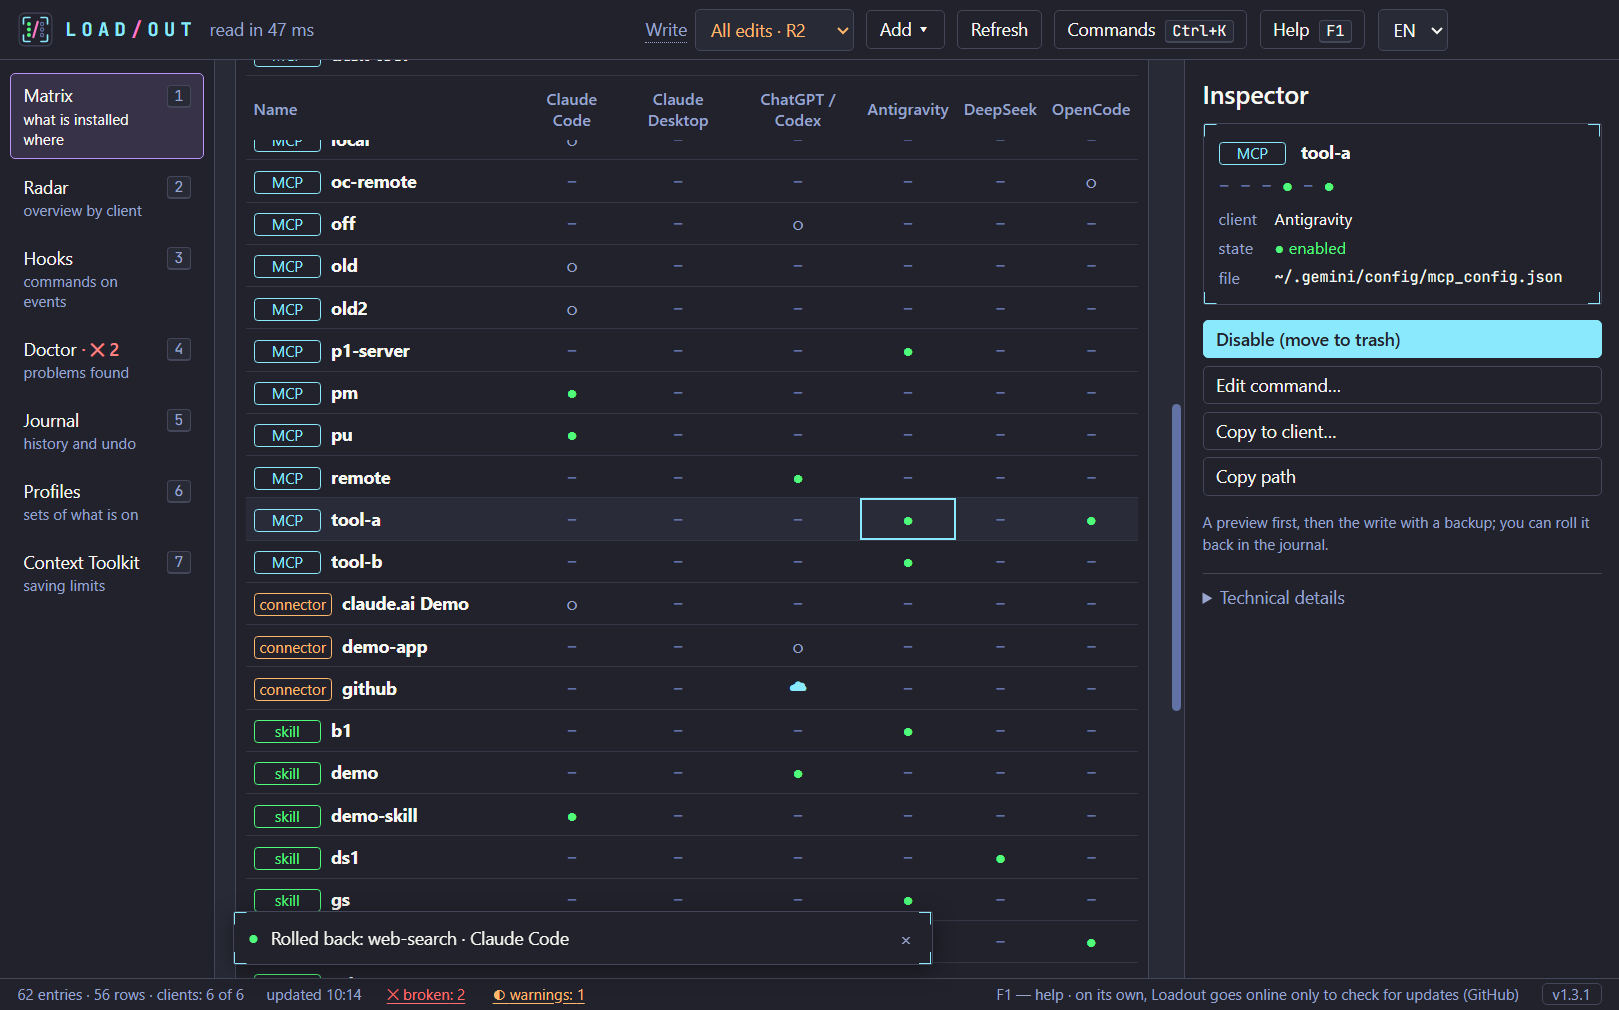 LOAD/OUT read in 47 ms
Write All edits · R2 Add ▾ Refresh Commands Ctrl+K Help F1 EN
Matrix 1
what is installed
where
Radar 2
overview by client
Hooks 3
commands on
events
Doctor · ✕ 2 4
problems found
Journal 5
history and undo
Profiles 6
sets of what is on
Context Toolkit 7
saving limits
Name Claude Code Claude Desktop ChatGPT / Codex Antigravity DeepSeek OpenCode
MCP local ○ – – – – –
MCP oc-remote – – – – – ○
MCP off – – ○ – – –
MCP old ○ – – – – –
MCP old2 ○ – – – – –
MCP p1-server – – – ● – –
MCP pm ● – – – – –
MCP pu ● – – – – –
MCP remote – – ● – – –
MCP tool-a – – – ● – ●
MCP tool-b – – – ● – –
connector claude.ai Demo ○ – – – – –
connector demo-app – – ○ – – –
connector github – – ☁ – – –
skill b1 – – – ● – –
skill demo – – ● – – –
skill demo-skill ● – – – – –
skill ds1 – – – – ● –
skill gs – – – ● – –
● Rolled back: web-search · Claude Code ×
Inspector
MCP tool-a
– – – ● – ●
client Antigravity
state ● enabled
file ~/.gemini/config/mcp_config.json
Disable (move to trash)
Edit command...
Copy to client...
Copy path
A preview first, then the write with a backup; you can roll it
back in the journal.
▶ Technical details
62 entries · 56 rows · clients: 6 of 6 updated 10:14 ✕ broken: 2 ◐ warnings: 1
F1 — help · on its own, Loadout goes online only to check for updates (GitHub) v1.3.1